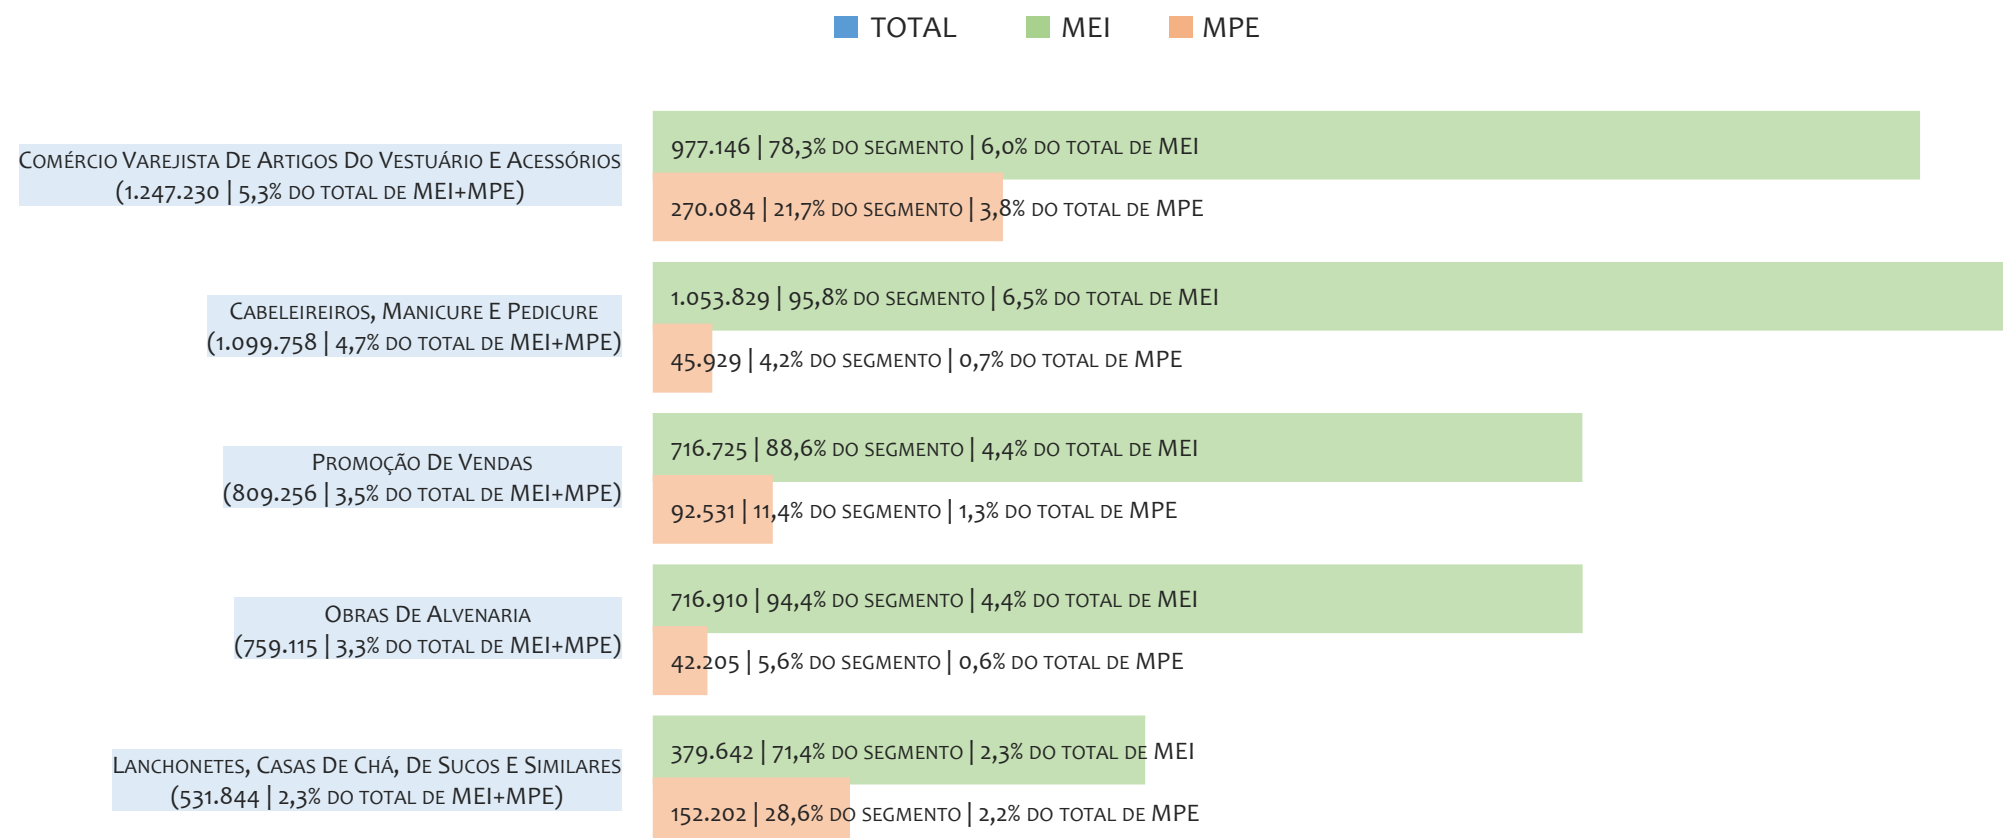 TOTAL MEI MPE
Comércio Varejista De Artigos Do Vestuário E Acessórios
(1.247.230 | 5,3% do total de MEI+MPE)
977.146 | 78,3% do segmento | 6,0% do total de MEI
270.084 | 21,7% do segmento | 3,8% do total de MPE
Cabeleireiros, Manicure E Pedicure
(1.099.758 | 4,7% do total de MEI+MPE)
1.053.829 | 95,8% do segmento | 6,5% do total de MEI
45.929 | 4,2% do segmento | 0,7% do total de MPE
Promoção De Vendas
(809.256 | 3,5% do total de MEI+MPE)
716.725 | 88,6% do segmento | 4,4% do total de MEI
92.531 | 11,4% do segmento | 1,3% do total de MPE
Obras De Alvenaria
(759.115 | 3,3% do total de MEI+MPE)
716.910 | 94,4% do segmento | 4,4% do total de MEI
42.205 | 5,6% do segmento | 0,6% do total de MPE
Lanchonetes, Casas De Chá, De Sucos E Similares
(531.844 | 2,3% do total de MEI+MPE)
379.642 | 71,4% do segmento | 2,3% do total de MEI
152.202 | 28,6% do segmento | 2,2% do total de MPE